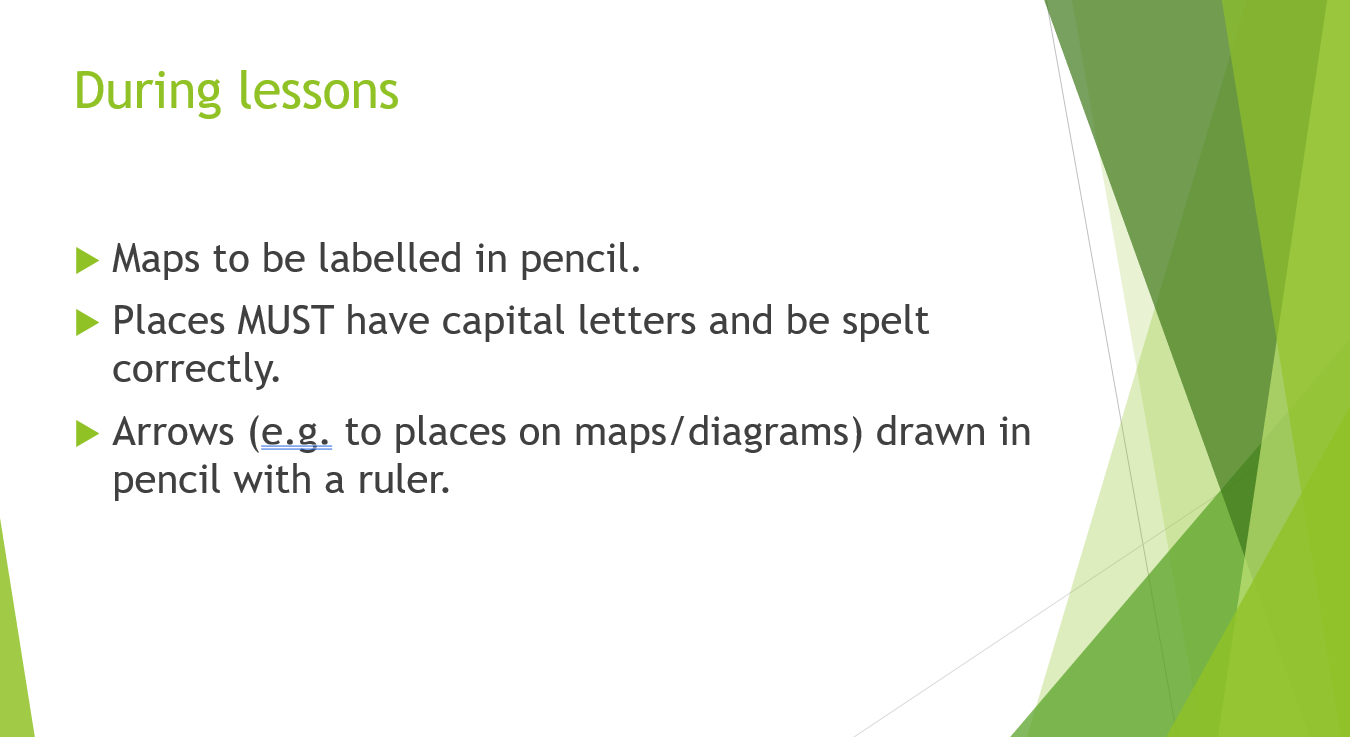 During lessons
Maps to be labelled in pencil.
Places MUST have capital letters and be spelt
correctly.
Arrows (e.g. to places on maps/diagrams) drawn in
pencil with a ruler.